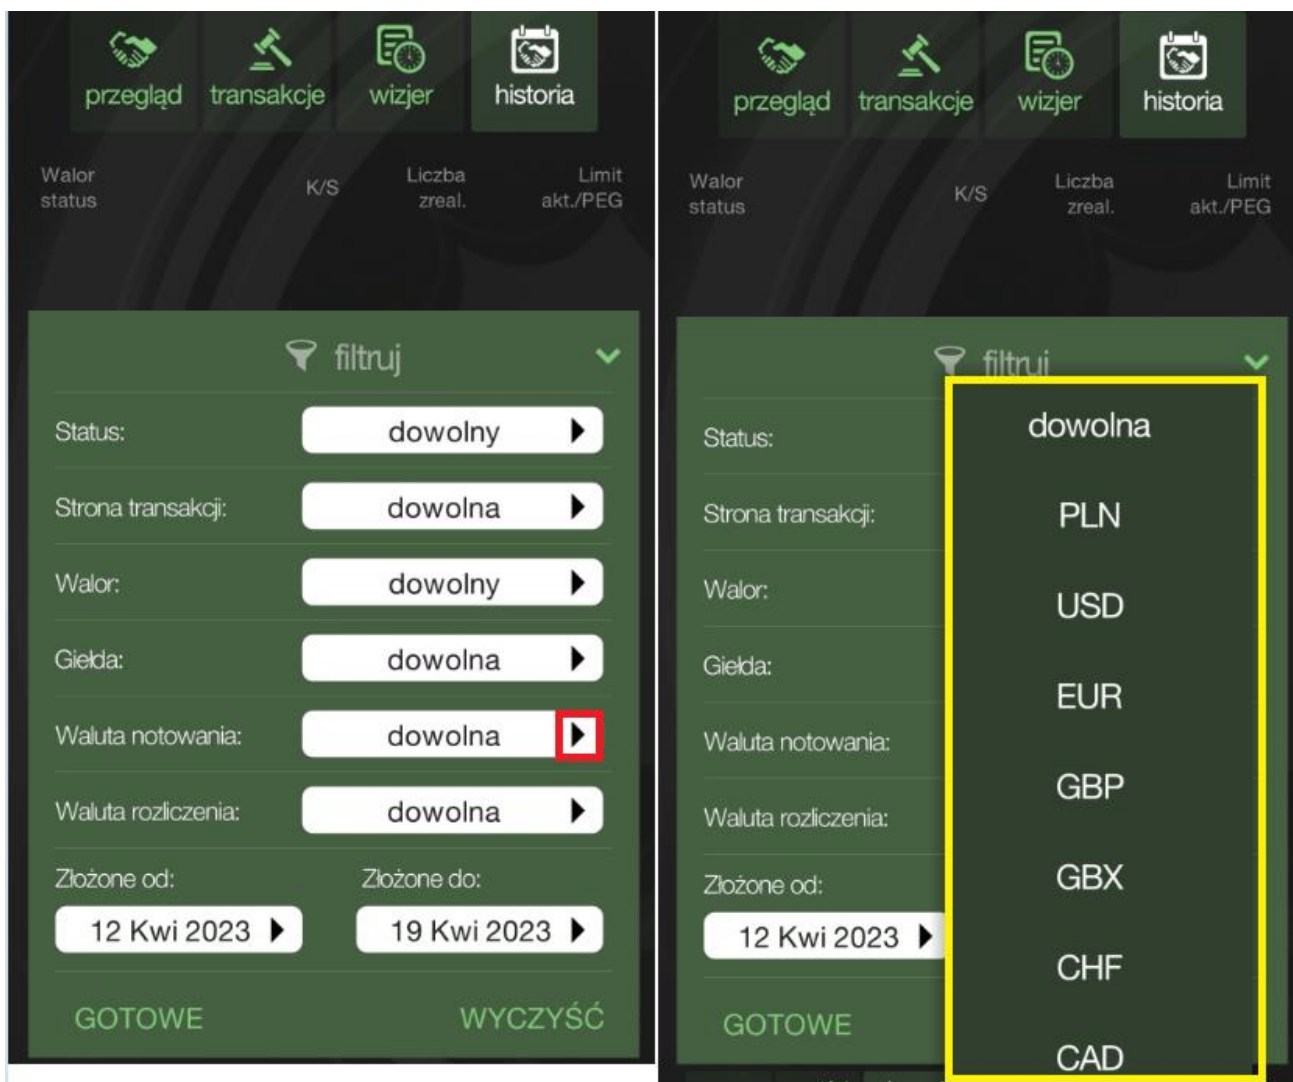 przegląd transakcje wizjer historia
Walor status K/S Liczba zreal. Limit akt./PEG
filtruj
Status: dowolny
Strona transakcji: dowolna
Walor: dowolny
Giełda: dowolna
Waluta notowania: dowolna
Waluta rozliczenia: dowolna
Złożone od: Złożone do:
12 Kwi 2023 19 Kwi 2023
GOTOWE WYCZYŚĆ
przegląd transakcje wizjer historia
Walor status K/S Liczba zreal. Limit akt./PEG
filtruj
Status:
Strona transakcji:
Walor:
Giełda:
Waluta notowania:
Waluta rozliczenia:
Złożone od:
12 Kwi 2023
GOTOWE
dowolna
PLN
USD
EUR
GBP
GBX
CHF
CAD